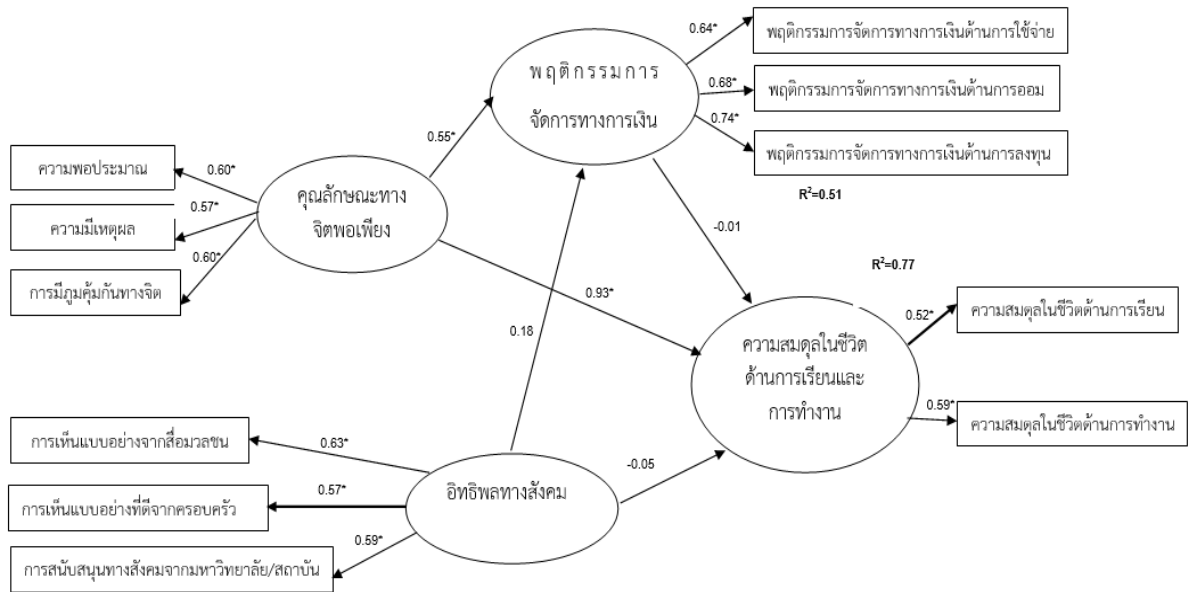 0.64*
พฤติกรรมการจัดการทางการเงินด้านการใช้จ่าย
พฤติกรรมการ
จัดการทางการเงิน
0.68*
พฤติกรรมการจัดการทางการเงินด้านการออม
0.74*
พฤติกรรมการจัดการทางการเงินด้านการลงทุน
R²=0.51
0.55*
ความพอประมาณ
0.60*
ความมีเหตุผล
0.57*
การมีภูมคุ้มกันทางจิต
0.60*
คุณลักษณะทาง
จิตพอเพียง
-0.01
R²=0.77
0.93*
0.18
ความสมดุลในชีวิต
ด้านการเรียนและ
การทำงาน
0.52*
ความสมดุลในชีวิตด้านการเรียน
0.59*
ความสมดุลในชีวิตด้านการทำงาน
การเห็นแบบอย่างจากสื่อมวลชน
0.63*
-0.05
การเห็นแบบอย่างที่ดีจากครอบครัว
0.57*
อิทธิพลทางสังคม
การสนับสนุนทางสังคมจากมหาวิทยาลัย/สถาบัน
0.59*